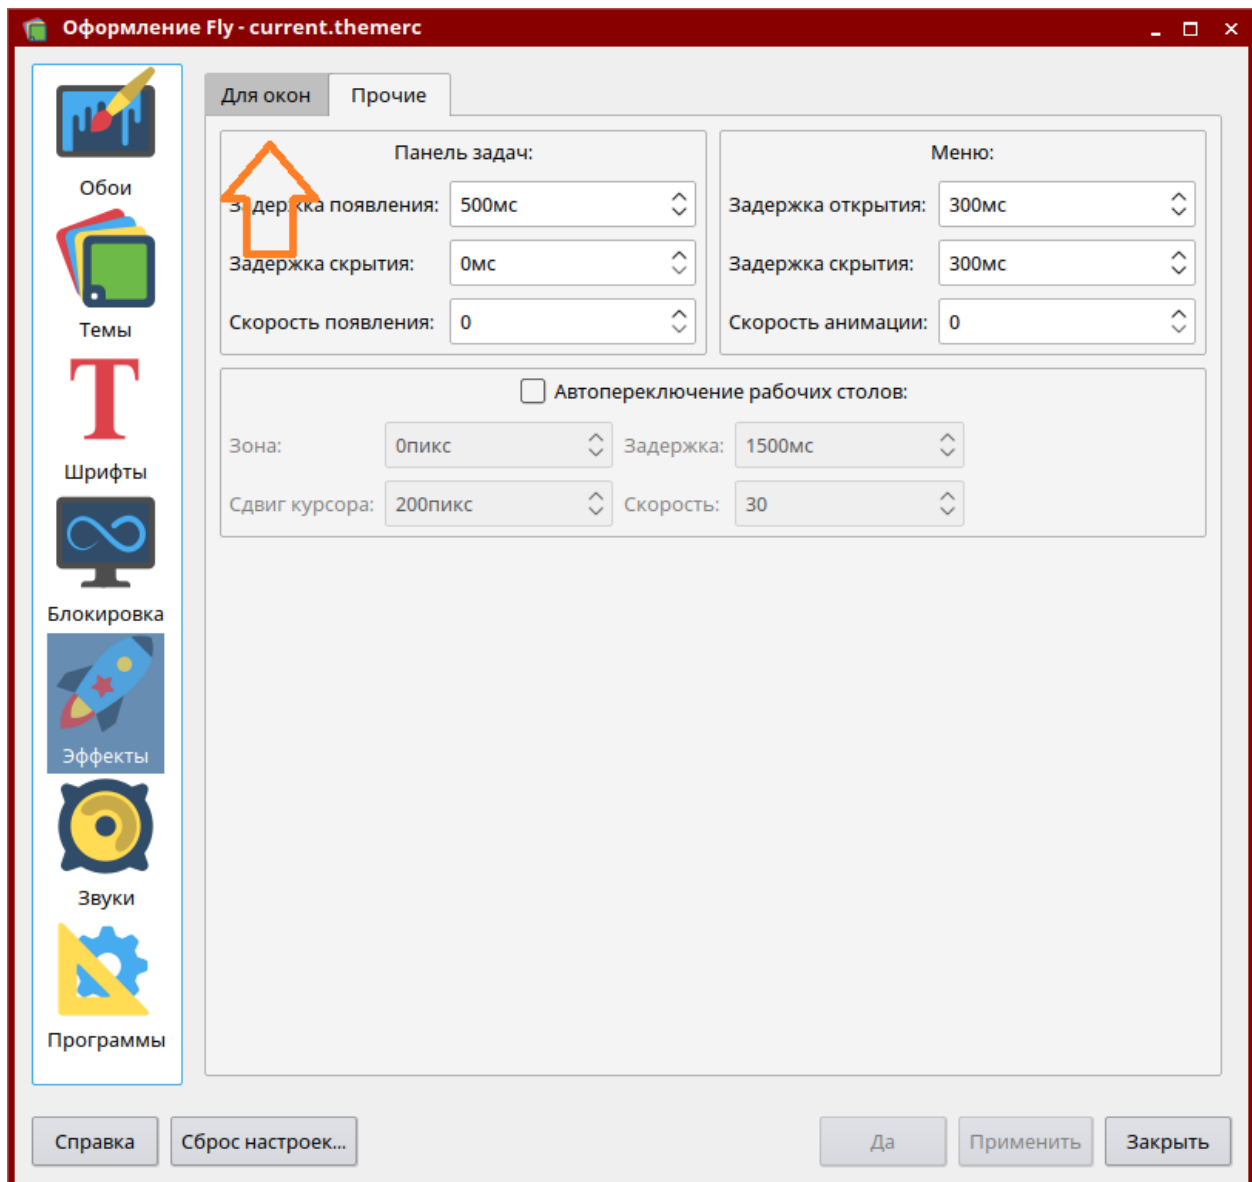 Оформление Fly - current.themerc
Обои
Темы
Шрифты
Блокировка
Эффекты
Звуки
Программы
Для окон
Прочие
Панель задач:
Задержка появления: 500мс
Задержка скрытия: 0мс
Скорость появления: 0
Меню:
Задержка открытия: 300мс
Задержка скрытия: 300мс
Скорость анимации: 0
Автопереключение рабочих столов:
Зона: 0пикс Задержка: 1500мс
Сдвиг курсора: 200пикс Скорость: 30
Справка
Сброс настроек...
Да
Применить
Закрыть